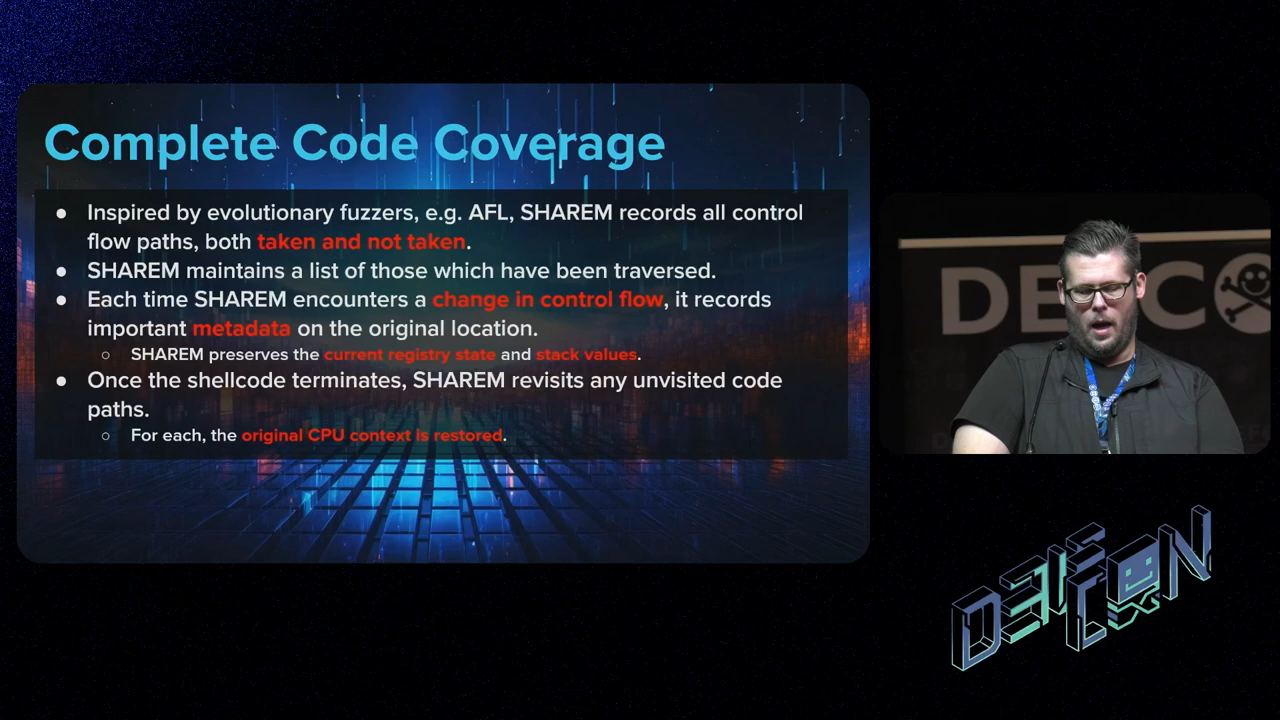 Complete Code Coverage
● Inspired by evolutionary fuzzers, e.g. AFL, SHAREM records all control
flow paths, both taken and not taken.
● SHAREM maintains a list of those which have been traversed.
● Each time SHAREM encounters a change in control flow, it records
important metadata on the original location.
○ SHAREM preserves the current registry state and stack values.
● Once the shellcode terminates, SHAREM revisits any unvisited code
paths.
○ For each, the original CPU context is restored.
DEFC
DEF
CON